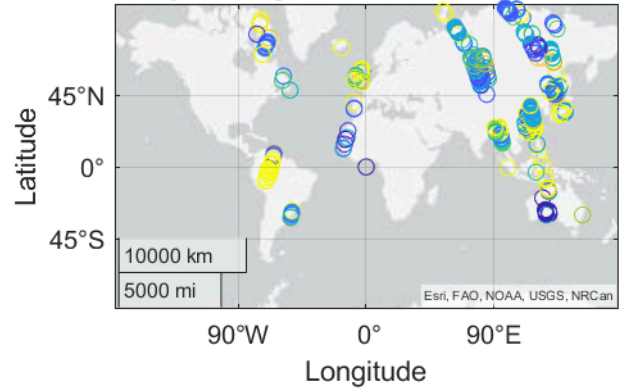 45°N
0°
45°S
Latitude
10000 km
5000 mi
Esri, FAO, NOAA, USGS, NRCan
90°W
0°
90°E
Longitude